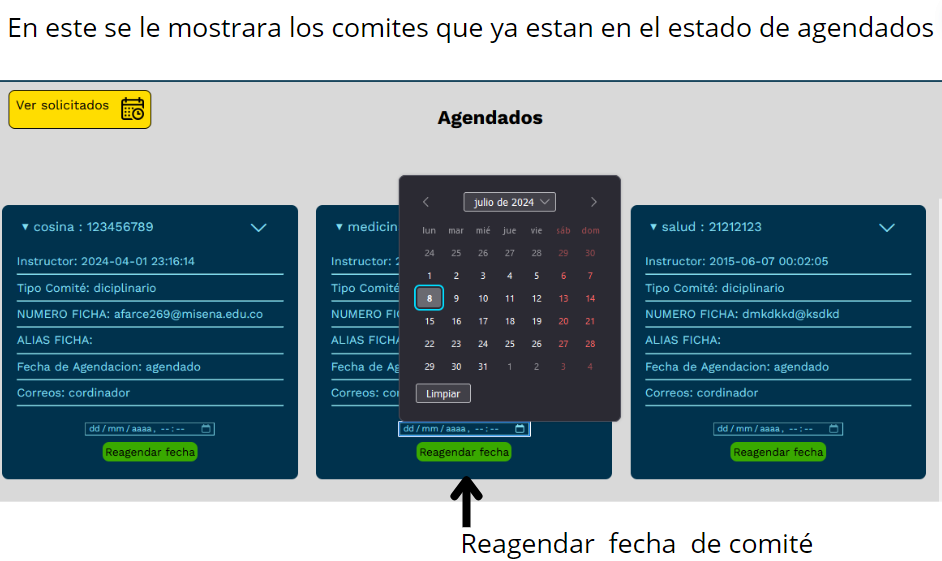 En este se le mostrara los comites que ya estan en el estado de agendados
Ver solicitados
Agendados
▾ cosina : 123456789
Instructor: 2024-04-01 23:16:14
Tipo Comité: diciplinario
NUMERO FICHA: afarce269@misena.edu.co
ALIAS FICHA:
Fecha de Agendacion: agendado
Correos: cordinador
dd/mm/aaaa, --:--
Reagendar fecha
▾ medicin
Instructor: 2
Tipo Comité
NUMERO FI
ALIAS FICHA
Fecha de Ag
Correos: co
julio de 2024
lun mar mié jue vie sáb dom
24 25 26 27 28 29 30
1 2 3 4 5 6 7
8 9 10 11 12 13 14
15 16 17 18 19 20 21
22 23 24 25 26 27 28
29 30 31 1 2 3 4
Limpiar
dd/mm/aaaa, --:--
Reagendar fecha
▾ salud : 21212123
Instructor: 2015-06-07 00:02:05
Tipo Comité: diciplinario
NUMERO FICHA: dmkdkkd@ksdkd
ALIAS FICHA:
Fecha de Agendacion: agendado
Correos: cordinador
dd/mm/aaaa, --:--
Reagendar fecha
Reagendar fecha de comité